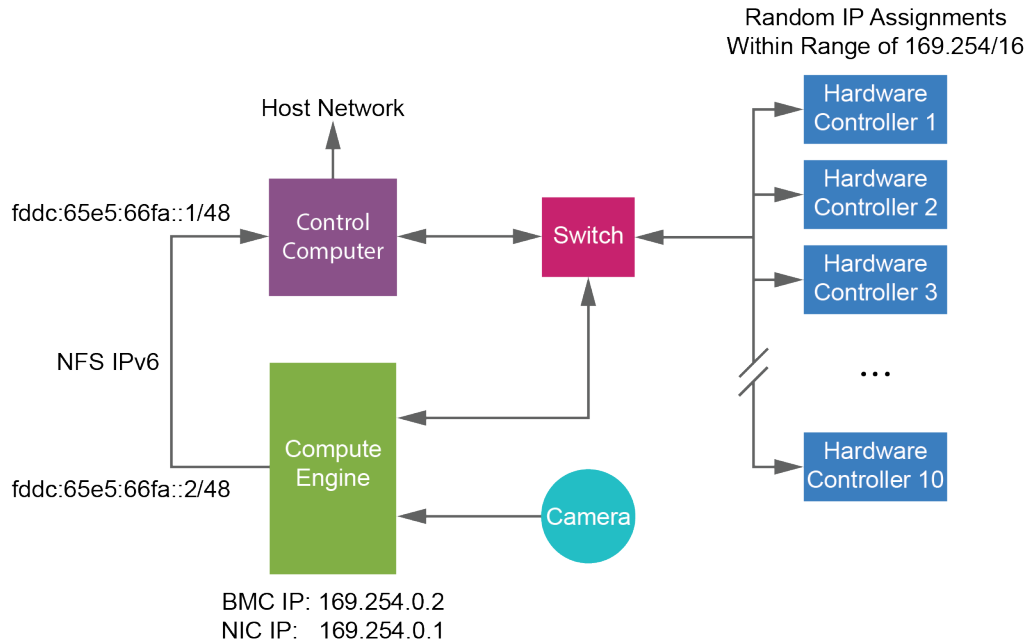 Random IP Assignments
Within Range of 169.254/16
Host Network
Hardware
Controller 1
Hardware
Controller 2
fddc:65e5:66fa::1/48
Control
Computer
Switch
Hardware
Controller 3
NFS IPv6
...
Compute
Engine
Hardware
Controller 10
fddc:65e5:66fa::2/48
Camera
BMC IP: 169.254.0.2
NIC IP: 169.254.0.1